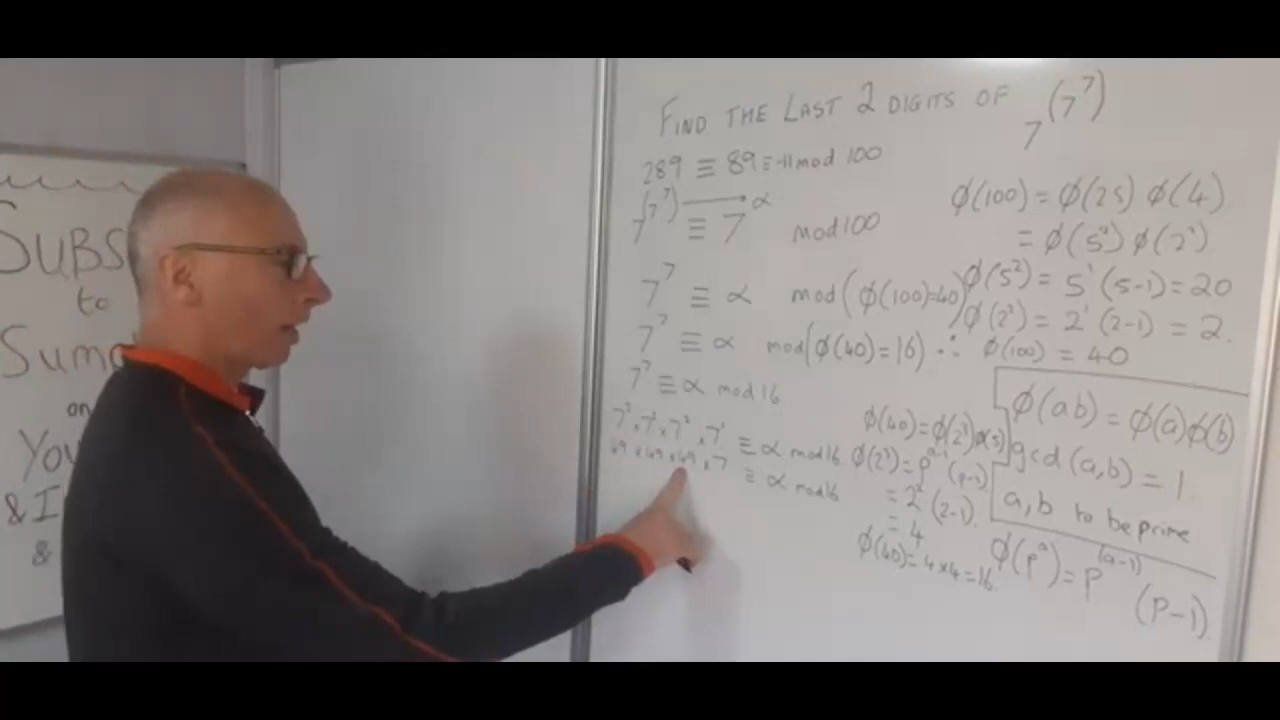 SUBS
to
Suma
on
You
& I
&
FIND THE LAST 2 DIGITS OF 7^(7^7)
289 ≡ 89 ≡ -11 mod 100
7^(7^7) ≡ 7^α mod 100
7^7 ≡ α mod (ϕ(100)=40)
7^7 ≡ α mod (ϕ(40)=16)
7^7 ≡ α mod 16
7^2 × 7^2 × 7^2 × 7^1 ≡ α mod 16
49 × 49 × 49 × 7 ≡ α mod 16
ϕ(100) = ϕ(25) ϕ(4)
= ϕ(5^2) ϕ(2^2)
ϕ(5^2) = 5^1 (5-1) = 20
ϕ(2^2) = 2^1 (2-1) = 2.
∴ ϕ(100) = 40
ϕ(40) = ϕ(2^3) ϕ(5)
ϕ(2^3) = p^(a-1) (p-1)
= 2^2 (2-1)
= 4
ϕ(40) = 4×4 = 16.
ϕ(ab) = ϕ(a)ϕ(b)
gcd (a,b) = 1
a,b to be prime
ϕ(p^a) = p^(a-1) (p-1)